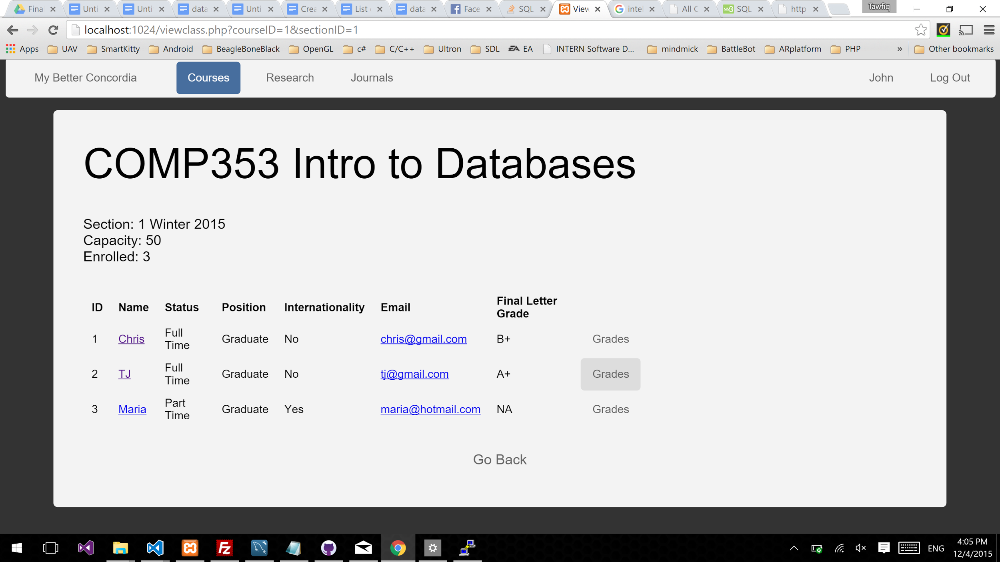 Final Unti Unti data Unti Crea List data Face SQL View intel All C SQL http Tawfiq
localhost:1024/viewclass.php?courseID=1&sectionID=1
Apps UAV SmartKitty Android BeagleBoneBlack OpenGL c# C/C++ Ultron SDL EA EA INTERN Software D... mindmick BattleBot ARplatform PHP » Other bookmarks
My Better Concordia Courses Research Journals John Log Out
COMP353 Intro to Databases
Section: 1 Winter 2015
Capacity: 50
Enrolled: 3
ID Name Status Position Internationality Email Final Letter
Grade
1 Chris Full
Time Graduate No chris@gmail.com B+ Grades
2 TJ Full
Time Graduate No tj@gmail.com A+ Grades
3 Maria Part
Time Graduate Yes maria@hotmail.com NA Grades
Go Back
ENG 4:05 PM
12/4/2015